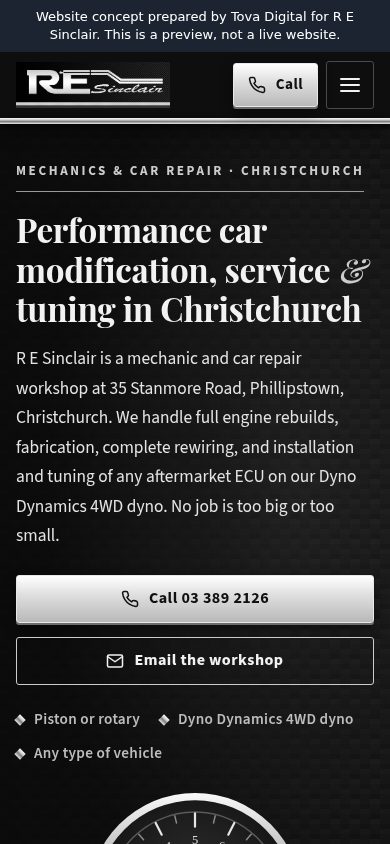 Website concept prepared by Tova Digital for R E
Sinclair. This is a preview, not a live website.
RE Sinclair
Call
MECHANICS & CAR REPAIR · CHRISTCHURCH
Performance car
modification, service &
tuning in Christchurch
R E Sinclair is a mechanic and car repair
workshop at 35 Stanmore Road, Phillipstown,
Christchurch. We handle full engine rebuilds,
fabrication, complete rewiring, and installation
and tuning of any aftermarket ECU on our Dyno
Dynamics 4WD dyno. No job is too big or too
small.
Call 03 389 2126
Email the workshop
Piston or rotary
Dyno Dynamics 4WD dyno
Any type of vehicle
5